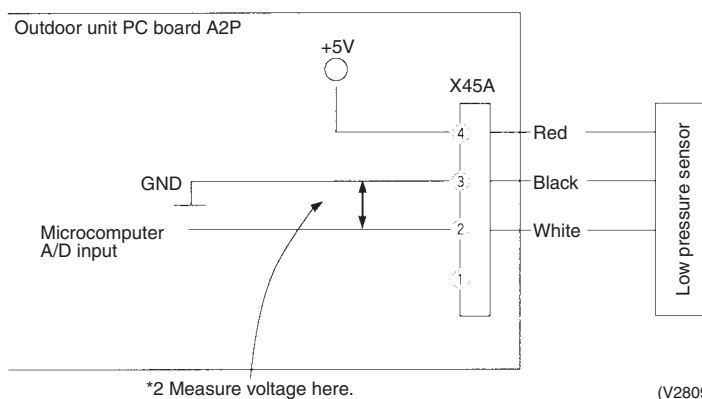 Outdoor unit PC board A2P
+5V
X45A
4
Red
GND
3
Black
Microcomputer
A/D input
2
White
1
Low pressure sensor
*2 Measure voltage here.
(V2809